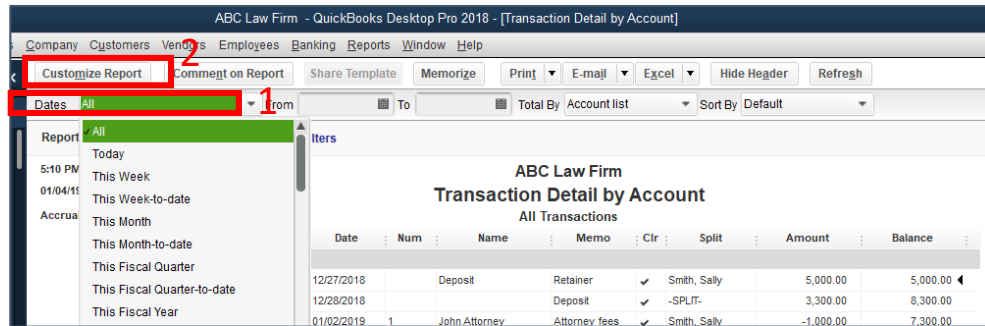 ABC Law Firm - QuickBooks Desktop Pro 2018 - [Transaction Detail by Account]
s Company Customers Vendors Employees Banking Reports Window Help
2
Customize Report Comment on Report Share Template Memorize Print E-mail Excel Hide Header Refresh
Dates All 1 From To Total By Account list Sort By Default
Report ✓ All lters
Today
5:10 PM ABC Law Firm
This Week
01/04/19 Transaction Detail by Account
This Week-to-date
Accrua All Transactions
This Month
This Month-to-date Date Num Name Memo Clr Split Amount Balance
This Fiscal Quarter
12/27/2018 Deposit Retainer ✓ Smith, Sally 5,000.00 5,000.00
This Fiscal Quarter-to-date
12/28/2018 Deposit ✓ -SPLIT- 3,300.00 8,300.00
This Fiscal Year
01/02/2019 1 John Attorney Attorney fees ✓ Smith, Sally -1,000.00 7,300.00